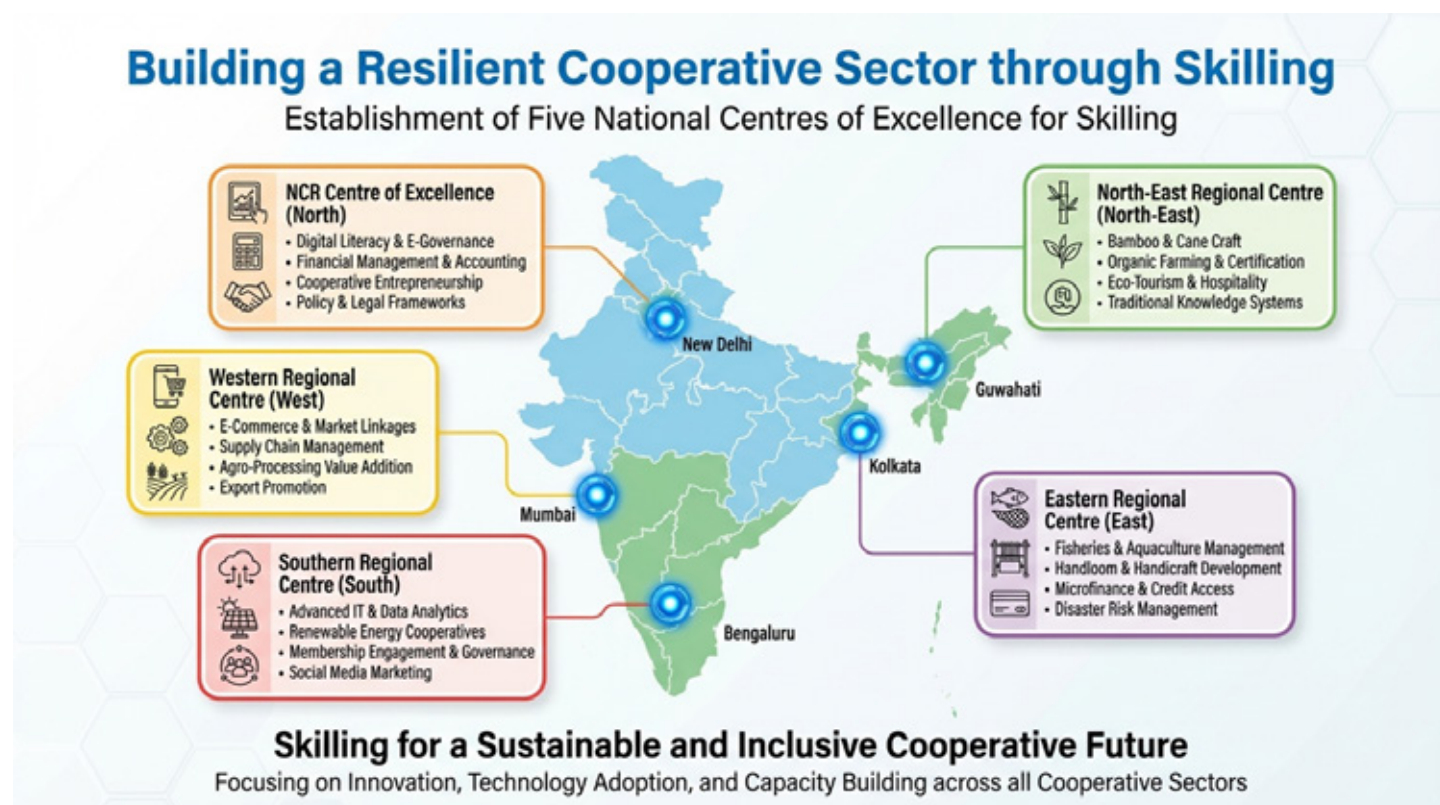 Building a Resilient Cooperative Sector through Skilling
Establishment of Five National Centres of Excellence for Skilling
NCR Centre of Excellence
(North)
• Digital Literacy & E-Governance
• Financial Management & Accounting
• Cooperative Entrepreneurship
• Policy & Legal Frameworks
North-East Regional Centre
(North-East)
• Bamboo & Cane Craft
• Organic Farming & Certification
• Eco-Tourism & Hospitality
• Traditional Knowledge Systems
New Delhi
Western Regional
Centre (West)
• E-Commerce & Market Linkages
• Supply Chain Management
• Agro-Processing Value Addition
• Export Promotion
Guwahati
Kolkata
Mumbai
Eastern Regional
Centre (East)
• Fisheries & Aquaculture Management
• Handloom & Handicraft Development
• Microfinance & Credit Access
• Disaster Risk Management
Southern Regional
Centre (South)
• Advanced IT & Data Analytics
• Renewable Energy Cooperatives
• Membership Engagement & Governance
• Social Media Marketing
Bengaluru
Skilling for a Sustainable and Inclusive Cooperative Future
Focusing on Innovation, Technology Adoption, and Capacity Building across all Cooperative Sectors